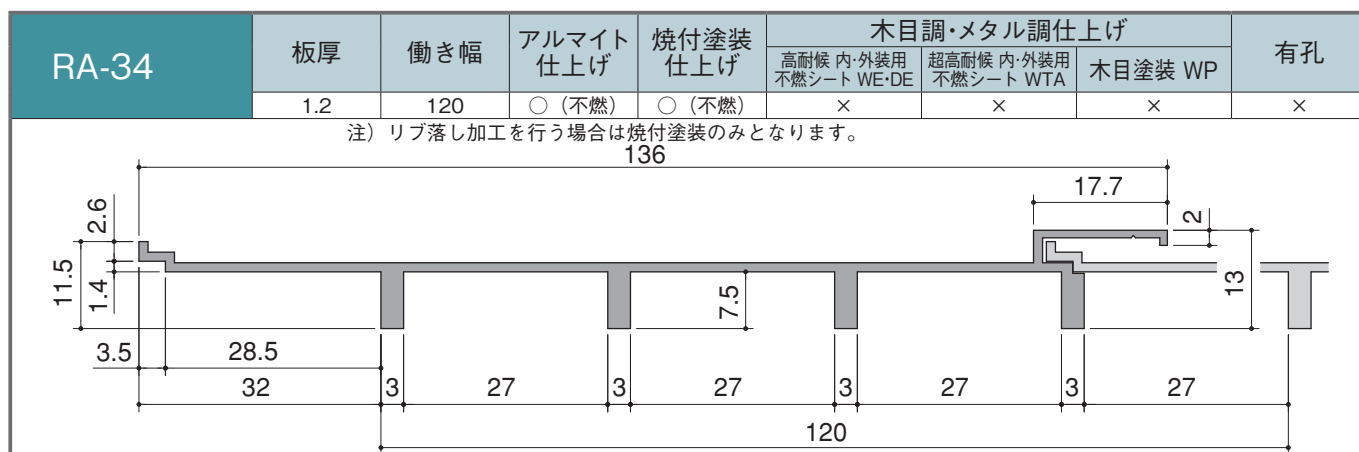 RA-34
板厚
働き幅
アルマイト
仕上げ
焼付塗装
仕上げ
木目調・メタル調仕上げ
高耐候 内・外装用
不燃シート WE・DE
超高耐候 内・外装用
不燃シート WTA
木目塗装 WP
有孔
1.2
120
○（不燃）
○（不燃）
×
×
×
×
注）リブ落し加工を行う場合は焼付塗装のみとなります。
136
17.7
2.6
2
11.5
1.4
7.5
13
3.5
28.5
32
3
27
3
27
3
27
3
27
120